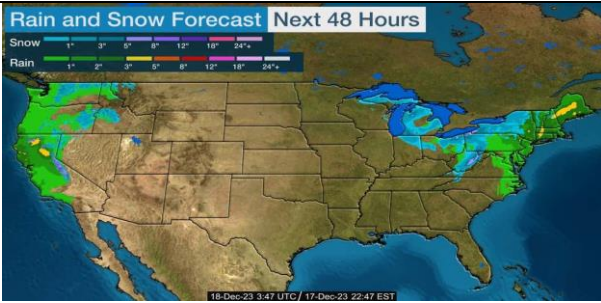 Rain and Snow Forecast Next 48 Hours
Snow 1" 3" 5" 8" 12" 18" 24"+
Rain 1" 2" 3" 5" 8" 12" 18" 24"+
18-Dec-23 3:47 UTC / 17-Dec-23 22:47 EST